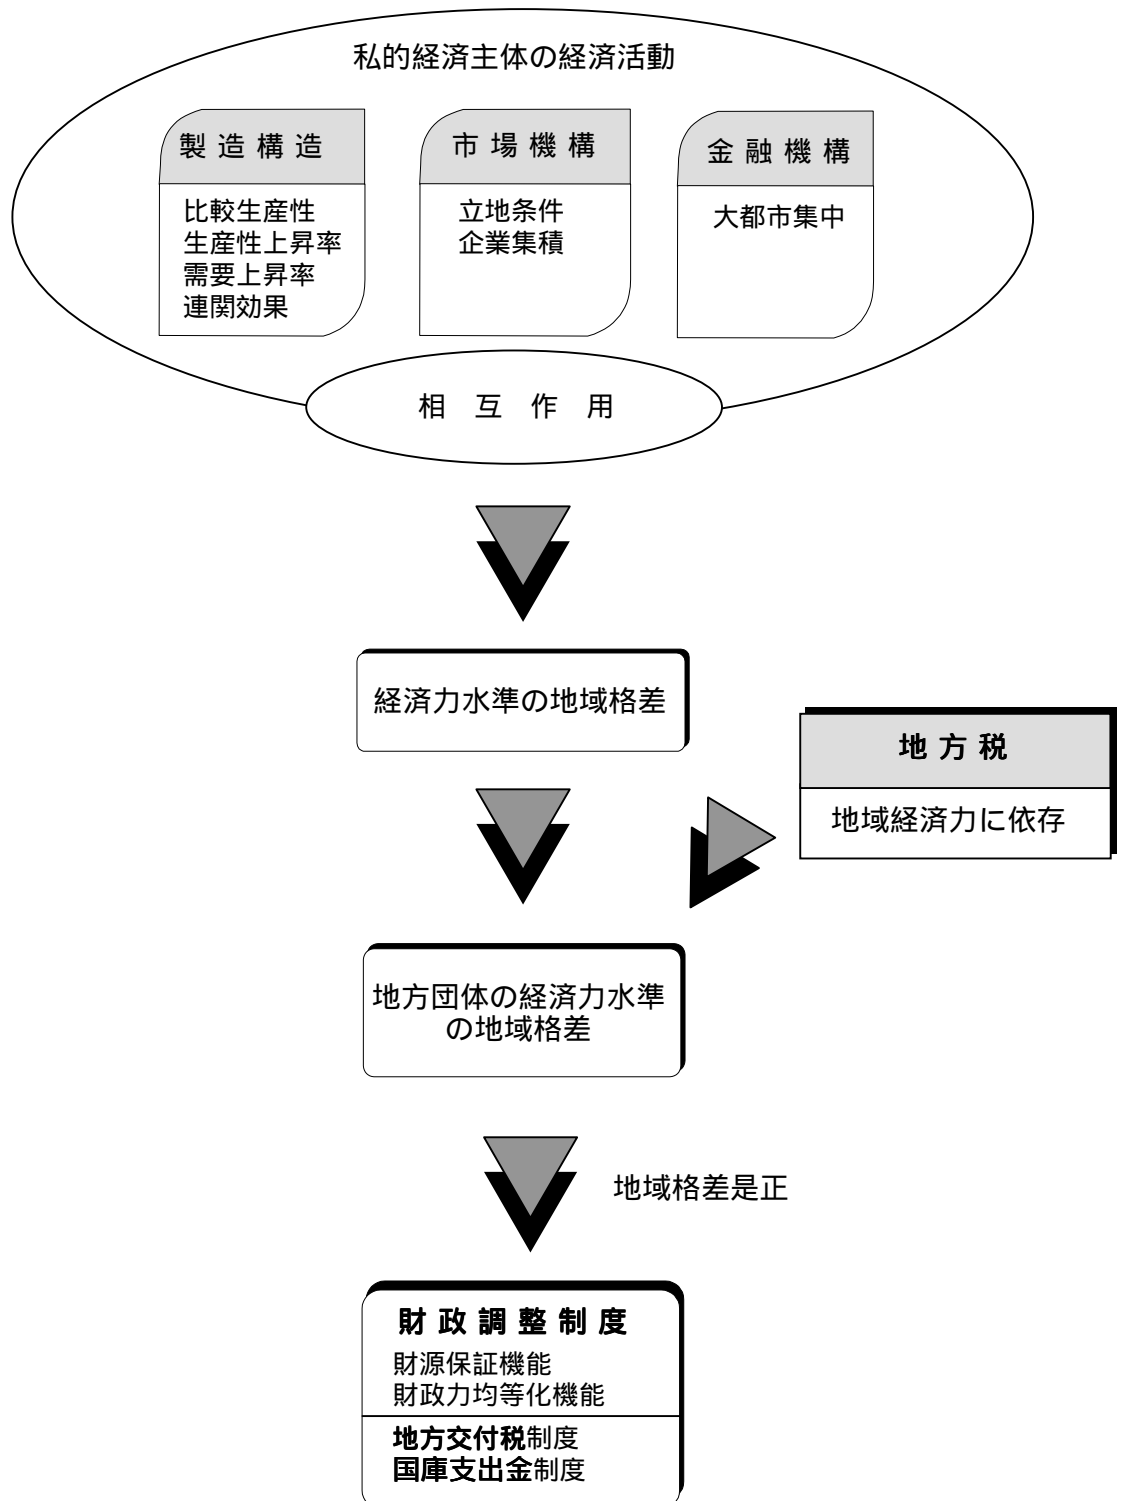 私的経済主体の経済活動
製造構造
比較生産性
生産性上昇率
需要上昇率
連関効果
市場機構
立地条件
企業集積
金融機構
大都市集中
相互作用
経済力水準の地域格差
地方税
地域経済力に依存
地方団体の経済力水準
の地域格差
地域格差是正
財政調整制度
財源保証機能
財政力均等化機能
地方交付税制度
国庫支出金制度